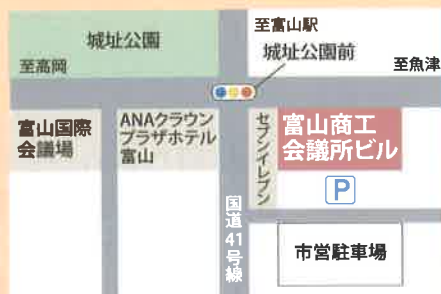 城址公園
至富山駅
城址公園前
至高岡
至魚津
富山国際
会議場
ANAクラウン
プラザホテル
富山
セブンイレブン
富山商工
会議所ビル
P
国道41号線
市営駐車場